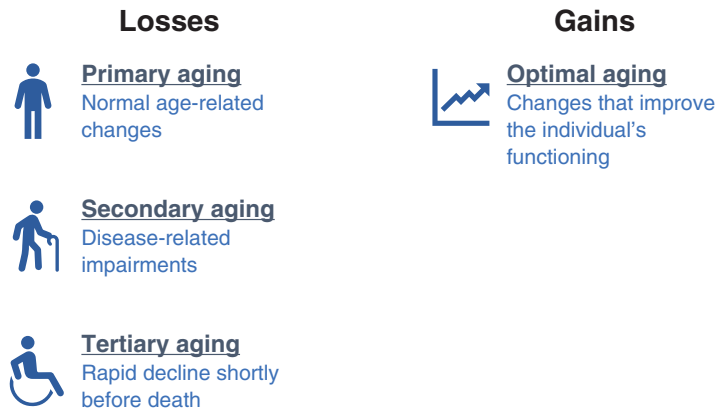 Losses
Primary aging
Normal age-related
changes
Secondary aging
Disease-related
impairments
Tertiary aging
Rapid decline shortly
before death
Gains
Optimal aging
Changes that improve
the individual's
functioning